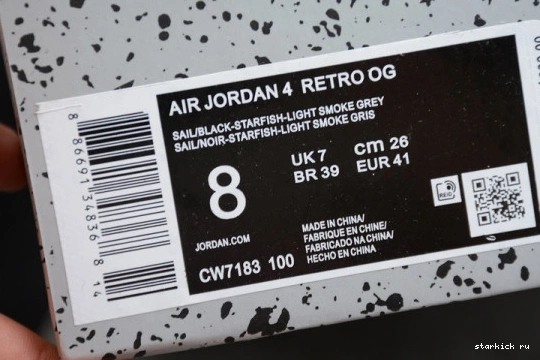 AIR JORDAN 4 RETRO OG
SAIL/BLACK-STARFISH-LIGHT SMOKE GREY
SAIL/NOIR-STARFISH-LIGHT SMOKE GRIS
8
UK 7 cm 26
BR 39 EUR 41
JORDAN.COM
CW7183 100
MADE IN CHINA/
FABRIQUE EN CHINE/
FABRICADO NA CHINA/
HECHO EN CHINA
RFID
8 86691 34836 8 14
starkick ru